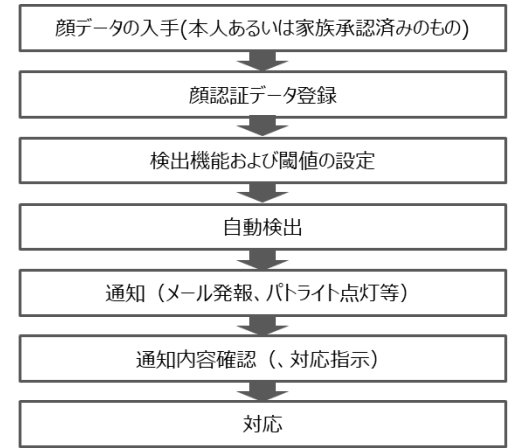 顔データの入手(本人あるいは家族承認済みのもの)
顔認証データ登録
検出機能および閾値の設定
自動検出
通知（メール発報、パトライト点灯等）
通知内容確認（、対応指示）
対応